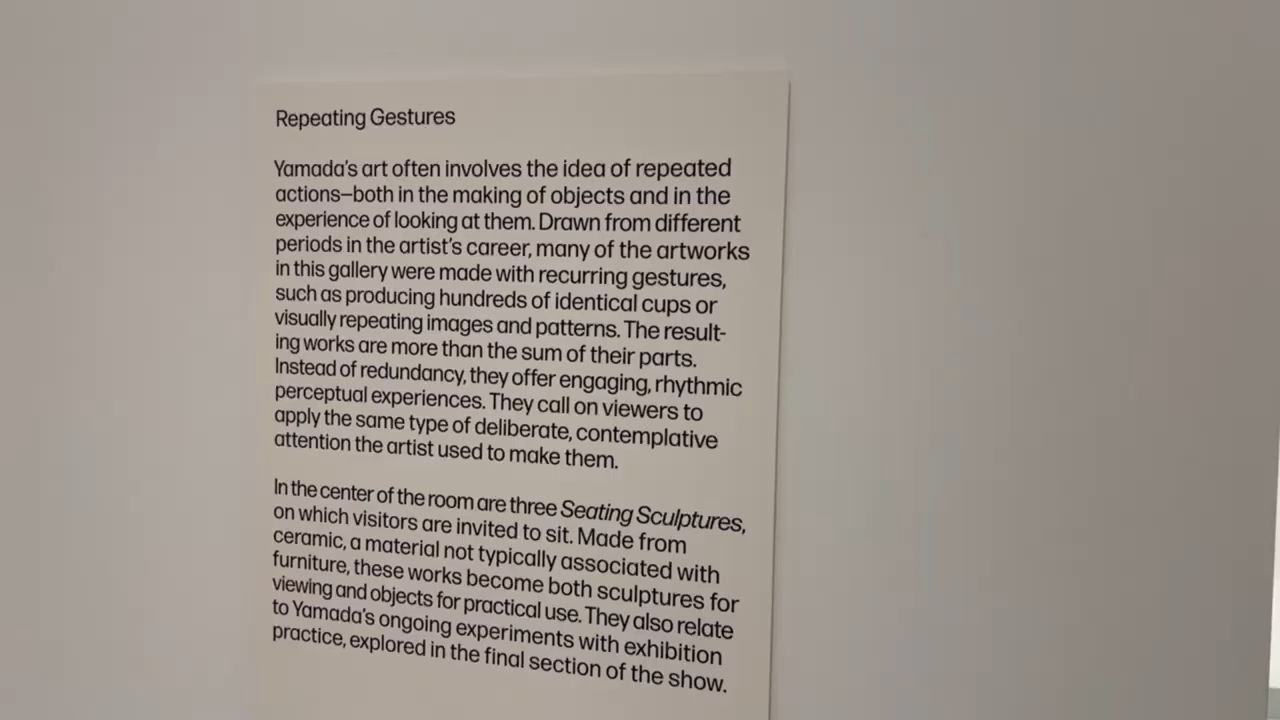 Repeating Gestures
Yamada's art often involves the idea of repeated
actions—both in the making of objects and in the
experience of looking at them. Drawn from different
periods in the artist's career, many of the artworks
in this gallery were made with recurring gestures,
such as producing hundreds of identical cups or
visually repeating images and patterns. The result-
ing works are more than the sum of their parts.
Instead of redundancy, they offer engaging, rhythmic
perceptual experiences. They call on viewers to
apply the same type of deliberate, contemplative
attention the artist used to make them.
In the center of the room are three Seating Sculptures,
on which visitors are invited to sit. Made from
ceramic, a material not typically associated with
furniture, these works become both sculptures for
viewing and objects for practical use. They also relate
to Yamada's ongoing experiments with exhibition
practice, explored in the final section of the show.